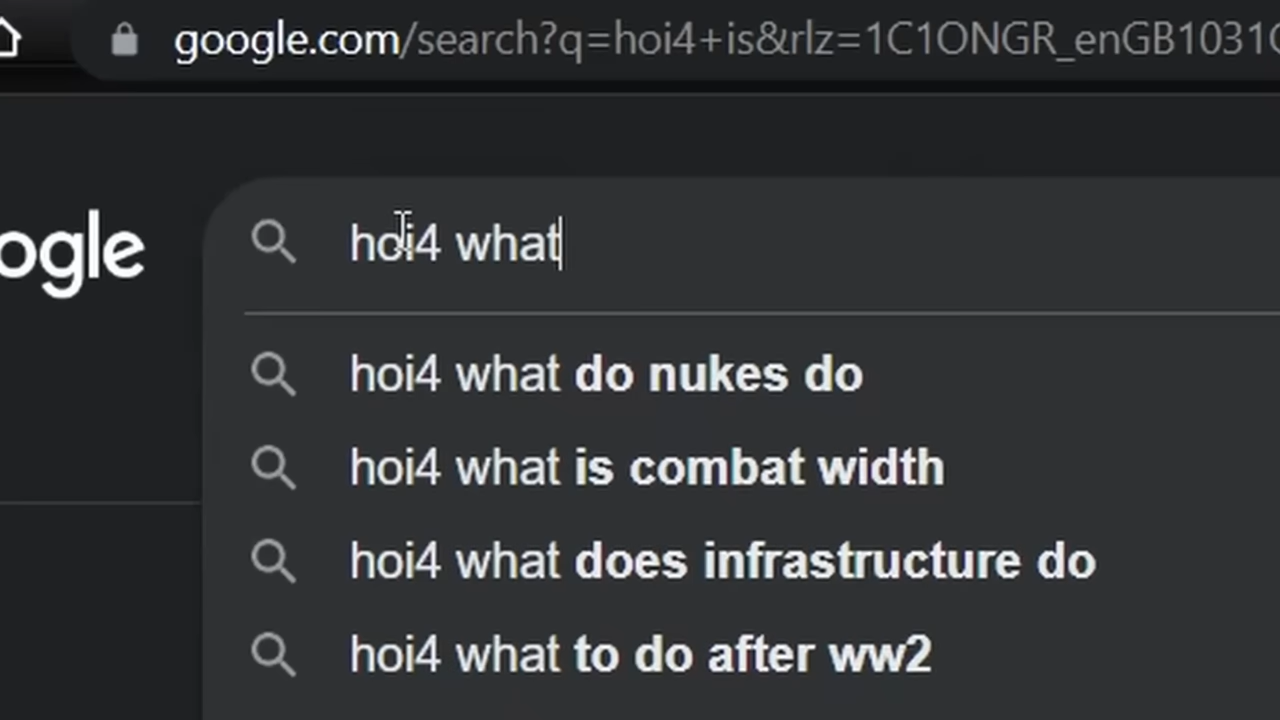 google.com/search?q=hoi4+is&rlz=1C1ONGR_enGB1031
ogle
hoi4 what
hoi4 what do nukes do
hoi4 what is combat width
hoi4 what does infrastructure do
hoi4 what to do after ww2